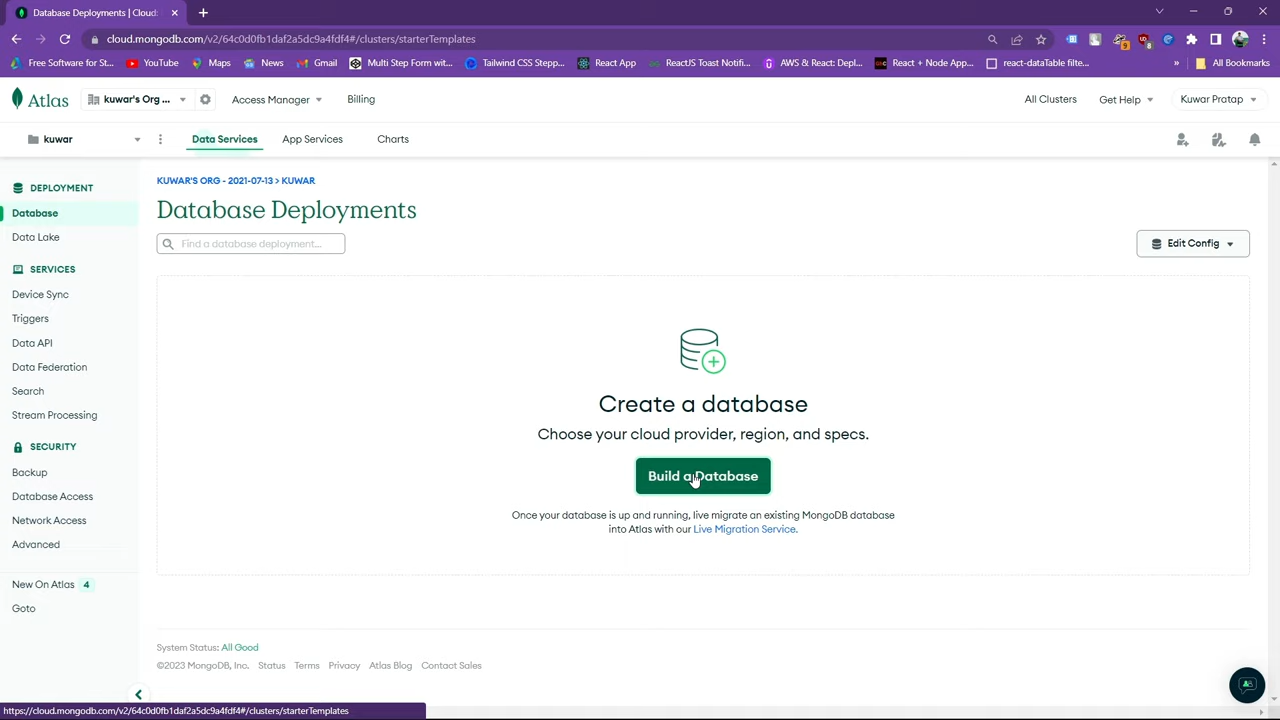 Database Deployments | Cloud:
cloud.mongodb.com/v2/64c0d0fb1daf2a5dc9a4fdf4#/clusters/starterTemplates
Free Software for St...
YouTube
Maps
News
Gmail
Multi Step Form wit...
Tailwind CSS Stepp...
React App
ReactJS Toast Notifi...
AWS & React: Depl...
React + Node App...
react-dataTable filte...
»
All Bookmarks
Atlas
kuwar's Org ...
Access Manager
Billing
All Clusters
Get Help
Kuwar Pratap
kuwar
Data Services
App Services
Charts
DEPLOYMENT
Database
Data Lake
SERVICES
Device Sync
Triggers
Data API
Data Federation
Search
Stream Processing
SECURITY
Backup
Database Access
Network Access
Advanced
New On Atlas 4
Goto
KUWAR'S ORG - 2021-07-13 > KUWAR
Database Deployments
Find a database deployment...
Edit Config
Create a database
Choose your cloud provider, region, and specs.
Build a Database
Once your database is up and running, live migrate an existing MongoDB database
into Atlas with our Live Migration Service.
System Status: All Good
©2023 MongoDB, Inc. Status Terms Privacy Atlas Blog Contact Sales
https://cloud.mongodb.com/v2/64c0d0fb1daf2a5dc9a4fdf4#/clusters/starterTemplates